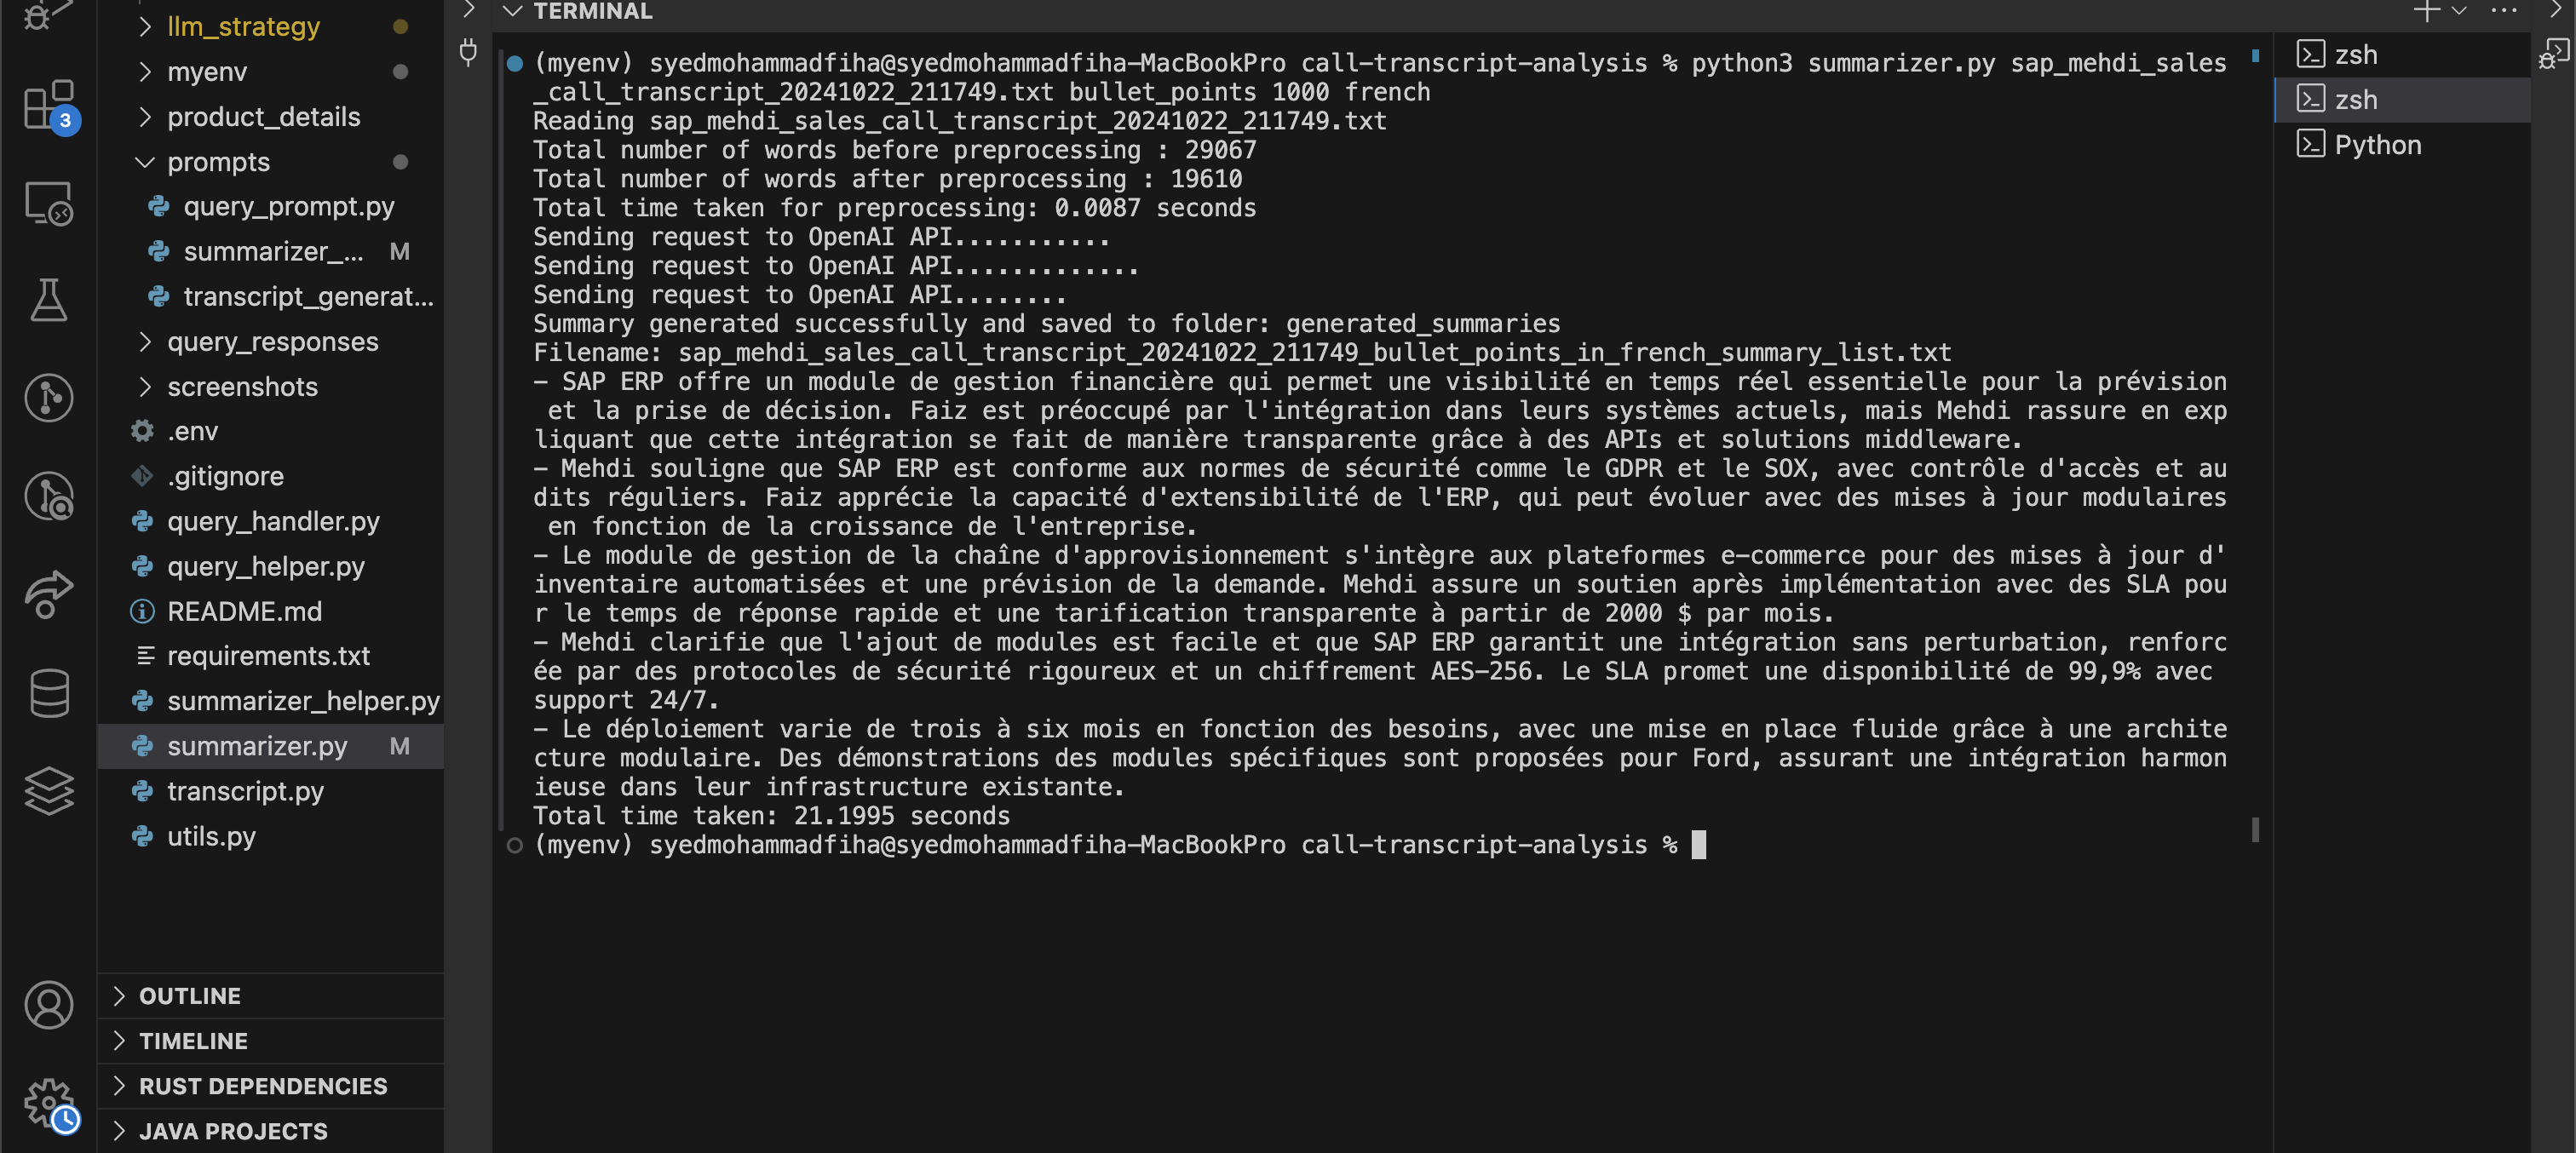 llm_strategy
myenv
product_details
prompts
query_prompt.py
summarizer_... M
transcript_generat...
query_responses
screenshots
.env
.gitignore
query_handler.py
query_helper.py
README.md
requirements.txt
summarizer_helper.py
summarizer.py M
transcript.py
utils.py
OUTLINE
TIMELINE
RUST DEPENDENCIES
JAVA PROJECTS
3
TERMINAL
(myenv) syedmohammadfiha@syedmohammadfiha-MacBookPro call-transcript-analysis % python3 summarizer.py sap_mehdi_sales
_call_transcript_20241022_211749.txt bullet_points 1000 french
Reading sap_mehdi_sales_call_transcript_20241022_211749.txt
Total number of words before preprocessing : 29067
Total number of words after preprocessing : 19610
Total time taken for preprocessing: 0.0087 seconds
Sending request to OpenAI API...........
Sending request to OpenAI API.............
Sending request to OpenAI API........
Summary generated successfully and saved to folder: generated_summaries
Filename: sap_mehdi_sales_call_transcript_20241022_211749_bullet_points_in_french_summary_list.txt
- SAP ERP offre un module de gestion financière qui permet une visibilité en temps réel essentielle pour la prévision
et la prise de décision. Faiz est préoccupé par l'intégration dans leurs systèmes actuels, mais Mehdi rassure en exp
liquant que cette intégration se fait de manière transparente grâce à des APIs et solutions middleware.
- Mehdi souligne que SAP ERP est conforme aux normes de sécurité comme le GDPR et le SOX, avec contrôle d'accès et au
dits réguliers. Faiz apprécie la capacité d'extensibilité de l'ERP, qui peut évoluer avec des mises à jour modulaires
en fonction de la croissance de l'entreprise.
- Le module de gestion de la chaîne d'approvisionnement s'intègre aux plateformes e-commerce pour des mises à jour d'
inventaire automatisées et une prévision de la demande. Mehdi assure un soutien après implémentation avec des SLA pou
r le temps de réponse rapide et une tarification transparente à partir de 2000 $ par mois.
- Mehdi clarifie que l'ajout de modules est facile et que SAP ERP garantit une intégration sans perturbation, renforc
ée par des protocoles de sécurité rigoureux et un chiffrement AES-256. Le SLA promet une disponibilité de 99,9% avec
support 24/7.
- Le déploiement varie de trois à six mois en fonction des besoins, avec une mise en place fluide grâce à une archite
cture modulaire. Des démonstrations des modules spécifiques sont proposées pour Ford, assurant une intégration harmon
ieuse dans leur infrastructure existante.
Total time taken: 21.1995 seconds
(myenv) syedmohammadfiha@syedmohammadfiha-MacBookPro call-transcript-analysis %
zsh
zsh
Python